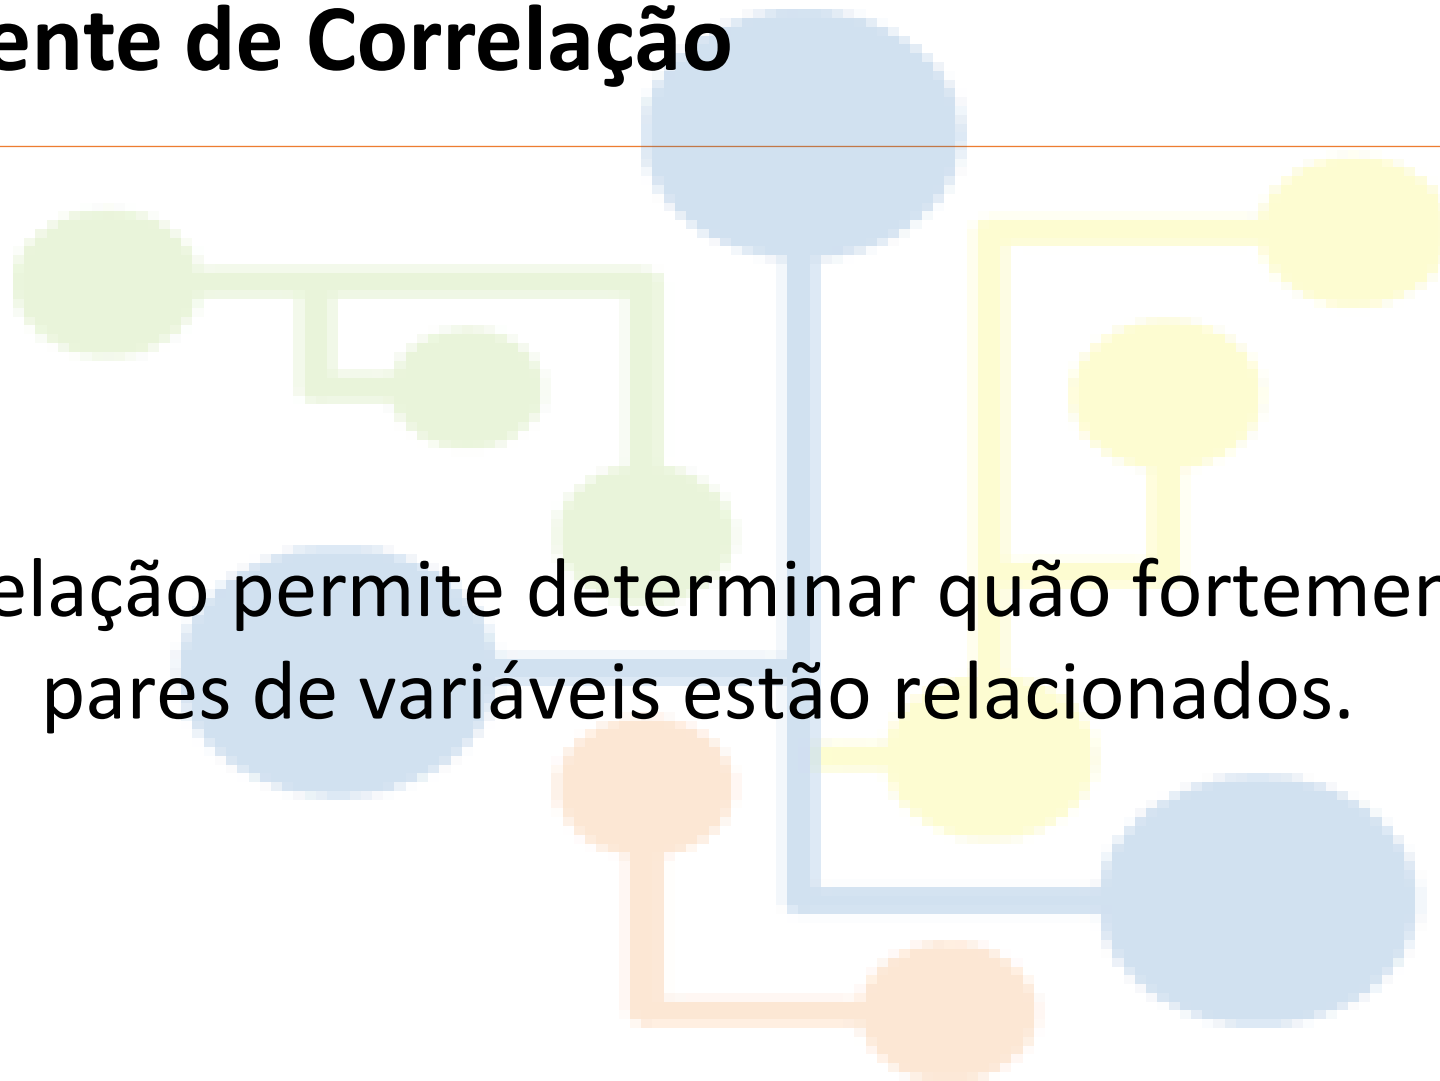 ente de Correlação
elação permite determinar quão fortemen
pares de variáveis estão relacionados.